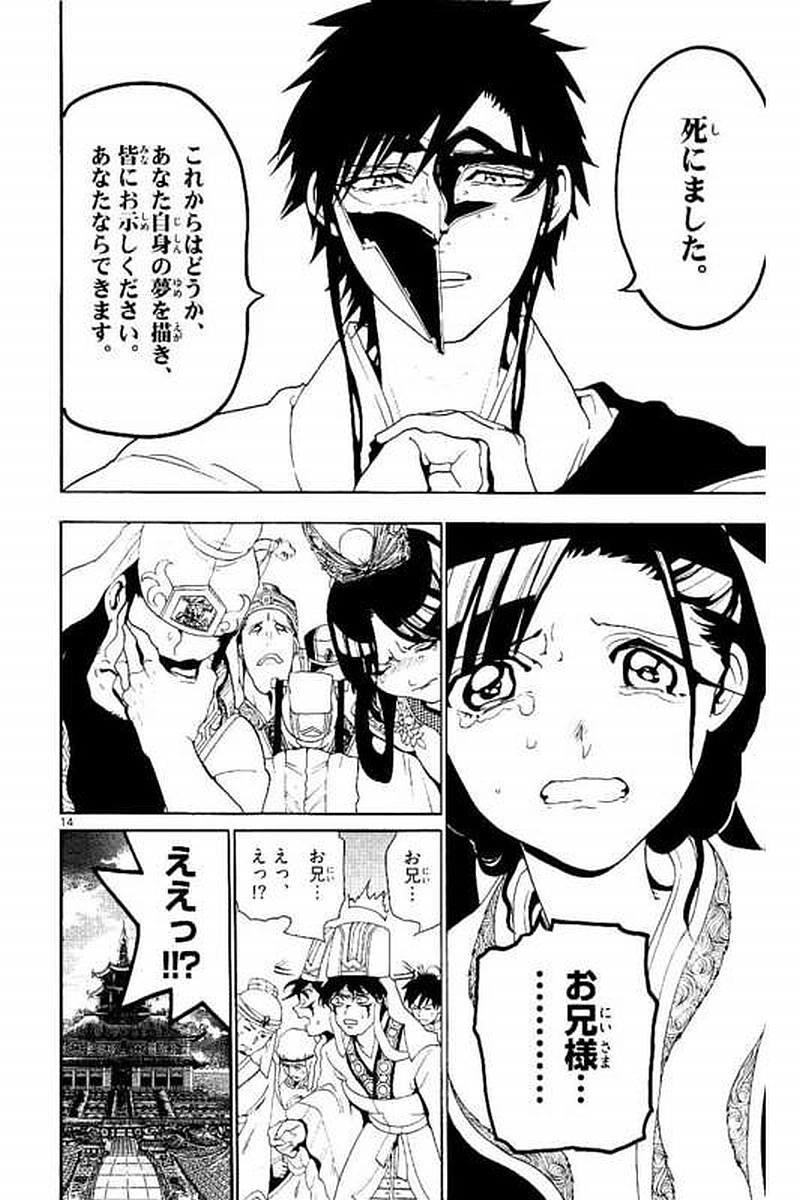 死にました。
これからはどうか、
あなた自身の夢を描き、
皆にお示しください。
あなたならできます。
お兄様…
………
お兄…
お兄…
えっ、
えっ!?
ええっ!!?
14